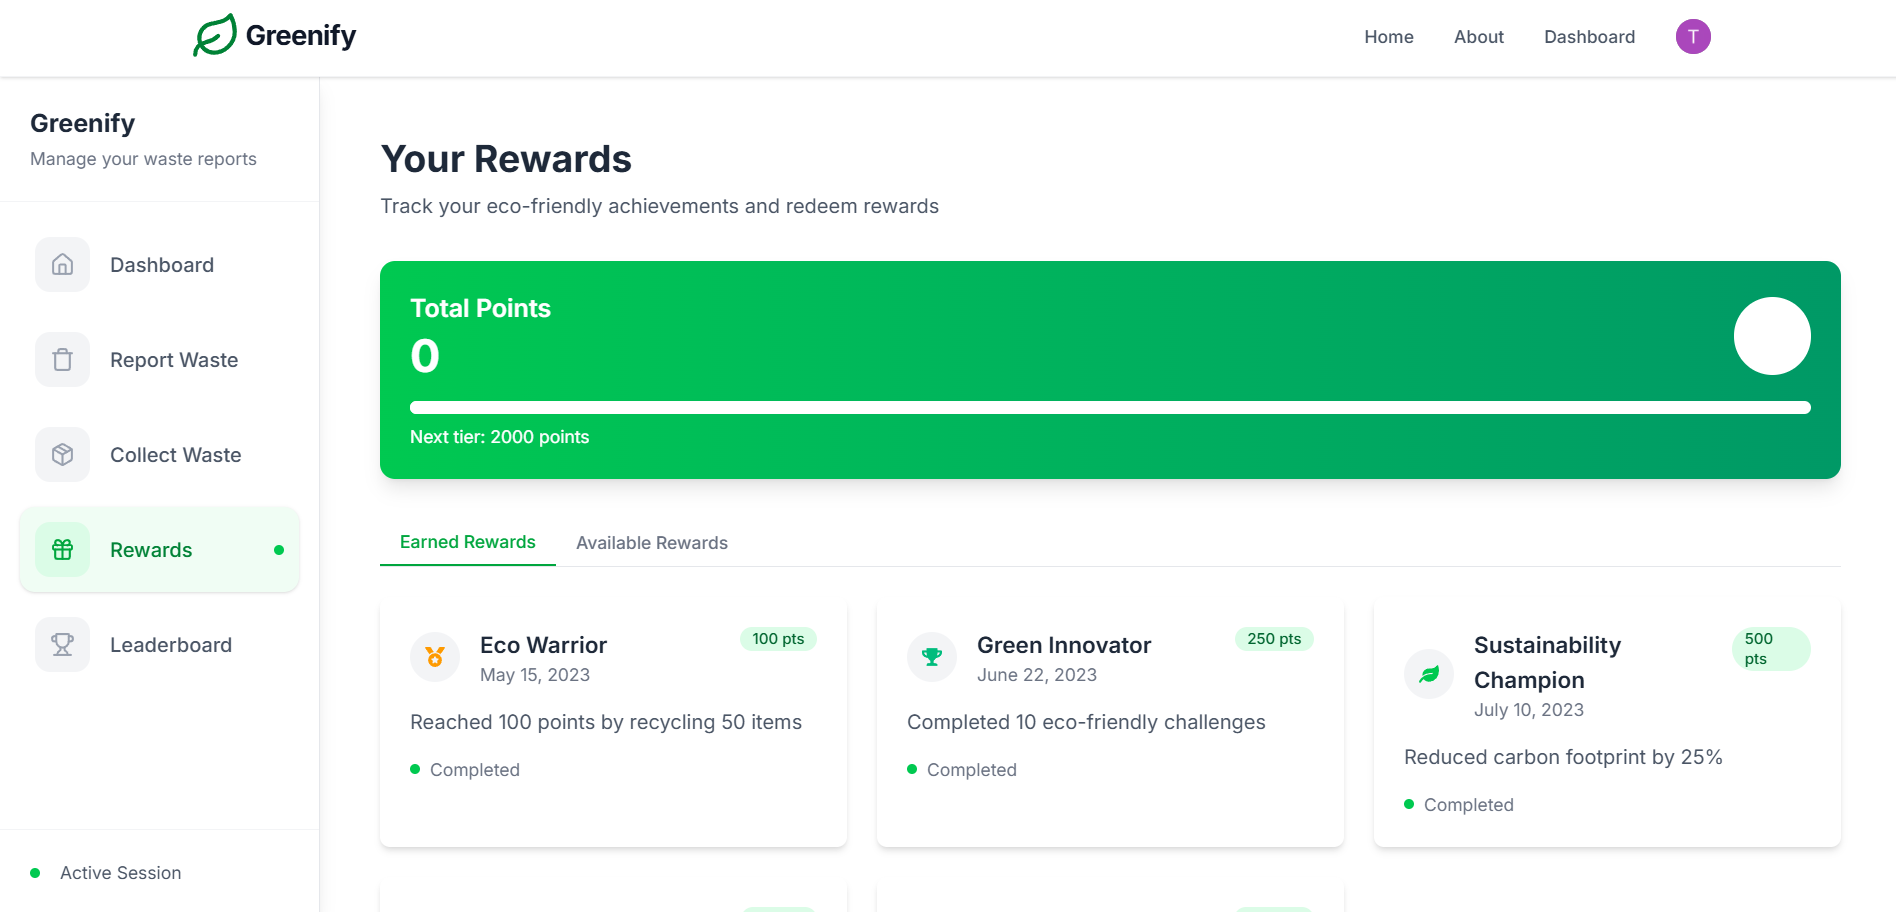 Greenify
Home
About
Dashboard
T
Greenify
Manage your waste reports
Dashboard
Report Waste
Collect Waste
Rewards
Leaderboard
Active Session
Your Rewards
Track your eco-friendly achievements and redeem rewards
Total Points
0
Next tier: 2000 points
Earned Rewards
Available Rewards
Eco Warrior
100 pts
May 15, 2023
Reached 100 points by recycling 50 items
Completed
Green Innovator
250 pts
June 22, 2023
Completed 10 eco-friendly challenges
Completed
Sustainability
Champion
500
pts
July 10, 2023
Reduced carbon footprint by 25%
Completed